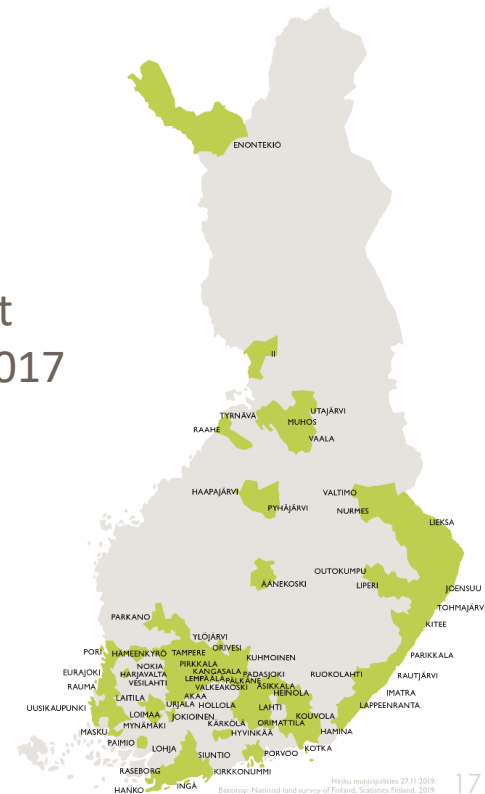 ENONTEKIÖ
t
017
II
TYRNÄVÄ
UTAJÄRVI
MUHOS
RAAHE
VAALA
HAAPAJÄRVI
VALTIMO
PYHÄJÄRVI
NURMES
LIEKSA
OUTOKUMPU
ÄÄNEKOSKI
LIPERI
JOENSUU
TOHMAJÄRVI
PARKANO
KITEE
YLÖJÄRVI
PORI
HÄMEENKYRÖ
TAMPERE
ORIVESI
KUHMOINEN
PARIKKALA
NOKIA
PIRKKALA
EURAJOKI
HARJAVALTA
KANGASALA
PADASJOKI
RUOKOLAHTI
RAUTJÄRVI
VESILAHTI
LEMPÄÄLÄ
PÄLKÄNE
RAUMA
VALKEAKOSKI
ASIKKALA
HEINOLA
IMATRA
LAITILA
AKAA
UUSIKAUPUNKI
URJALA
HOLLOLA
LAHTI
LAPPEENRANTA
LOIMAA
JOKIOINEN
KOUVOLA
MYNÄMÄKI
KÄRKÖLÄ
ORIMATTILA
MASKU
HYVINKÄÄ
HAMINA
PAIMIO
LOHJA
SIUNTIO
PORVOO
KOTKA
RASEBORG
KIRKKONUMMI
HANKO
INGÅ
Hinku municipalities 27.11.2019.
Basemap: National land survey of Finland, Statistics Finland, 2019.
17